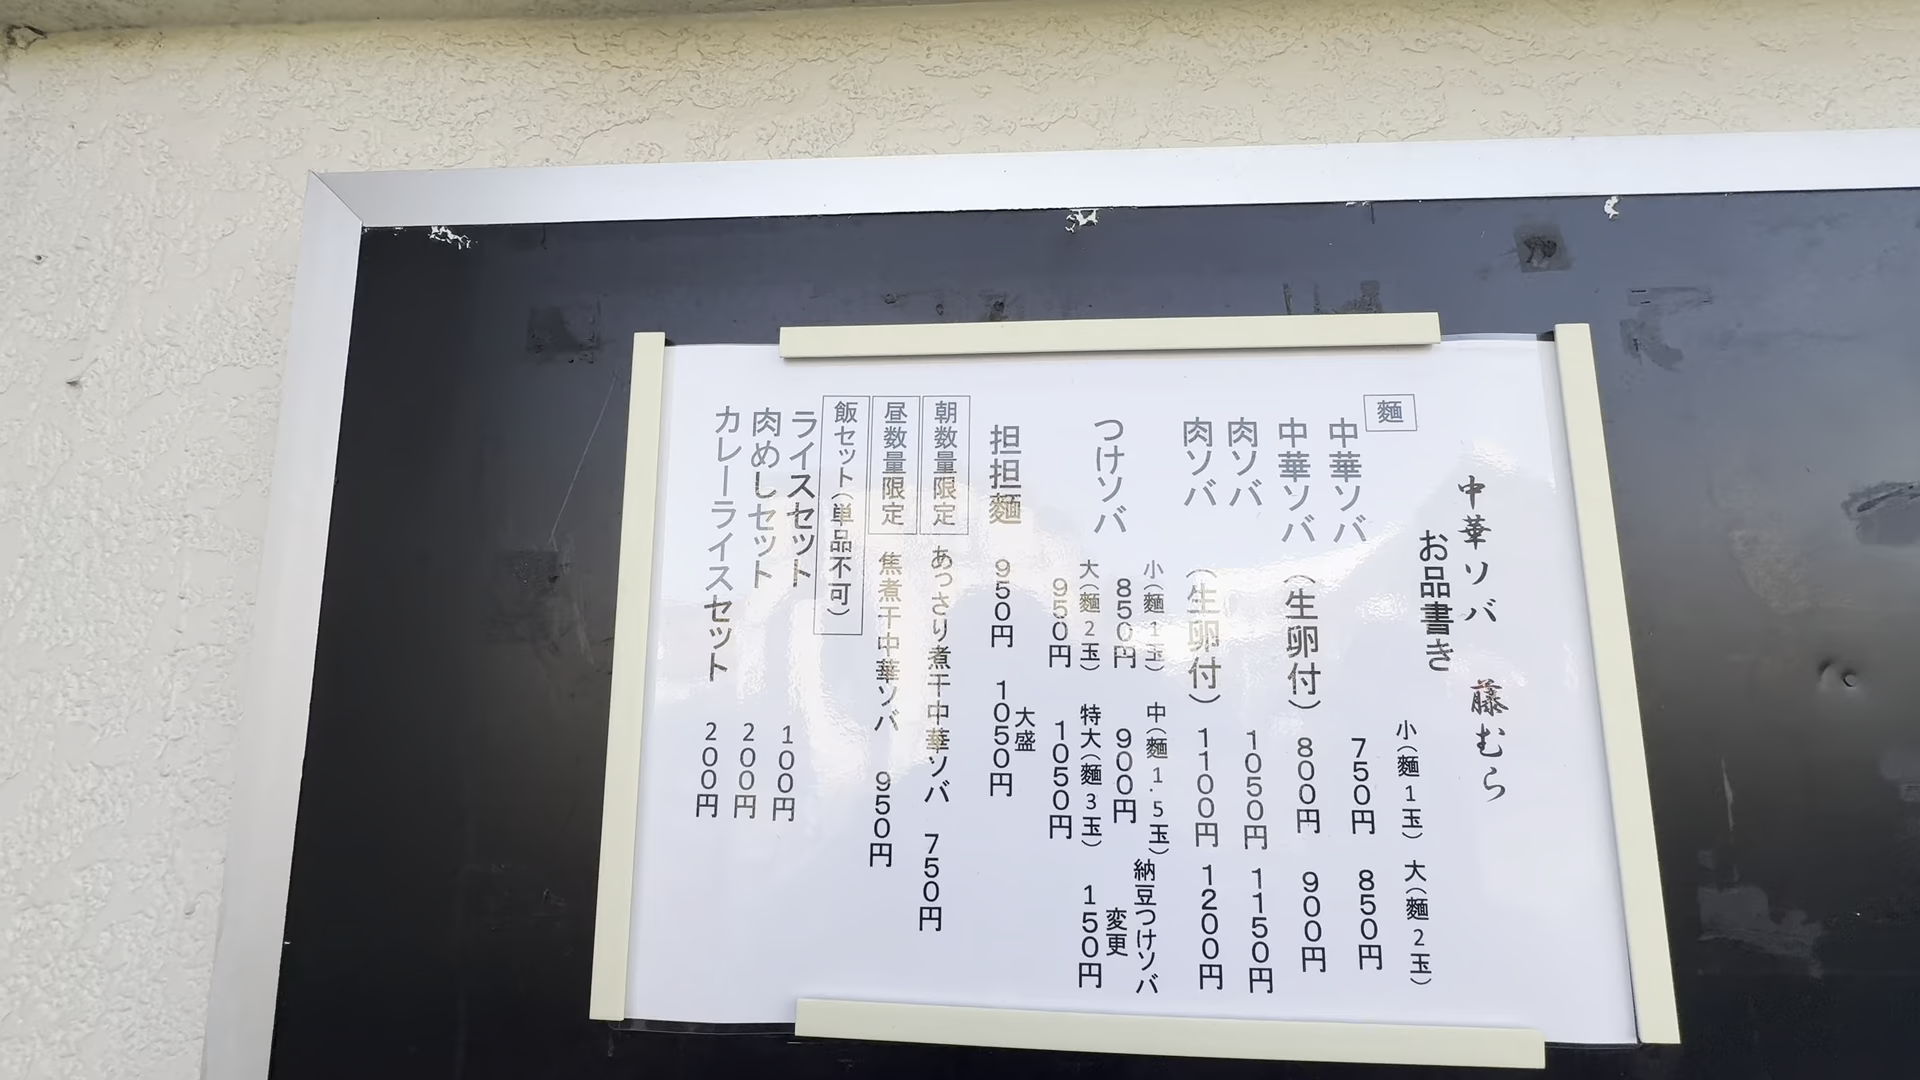 中華ソバ 藤むら
お品書き
麺
小(麺1玉) 大(麺2玉)
中華ソバ 750円 850円
中華ソバ (生卵付) 800円 900円
肉ソバ 1050円 1150円
肉ソバ (生卵付) 1100円 1200円
つけソバ
小(麺1玉) 中(麺1.5玉)
850円 900円
大(麺2玉) 特大(麺3玉)
950円 1050円
納豆つけソバ
変更
150円
大盛
担担麺 950円 1050円
朝数量限定 あっさり煮干中華ソバ 750円
昼数量限定 焦煮干中華ソバ 950円
飯セット(単品不可)
ライスセット 100円
肉めしセット 200円
カレーライスセット 200円